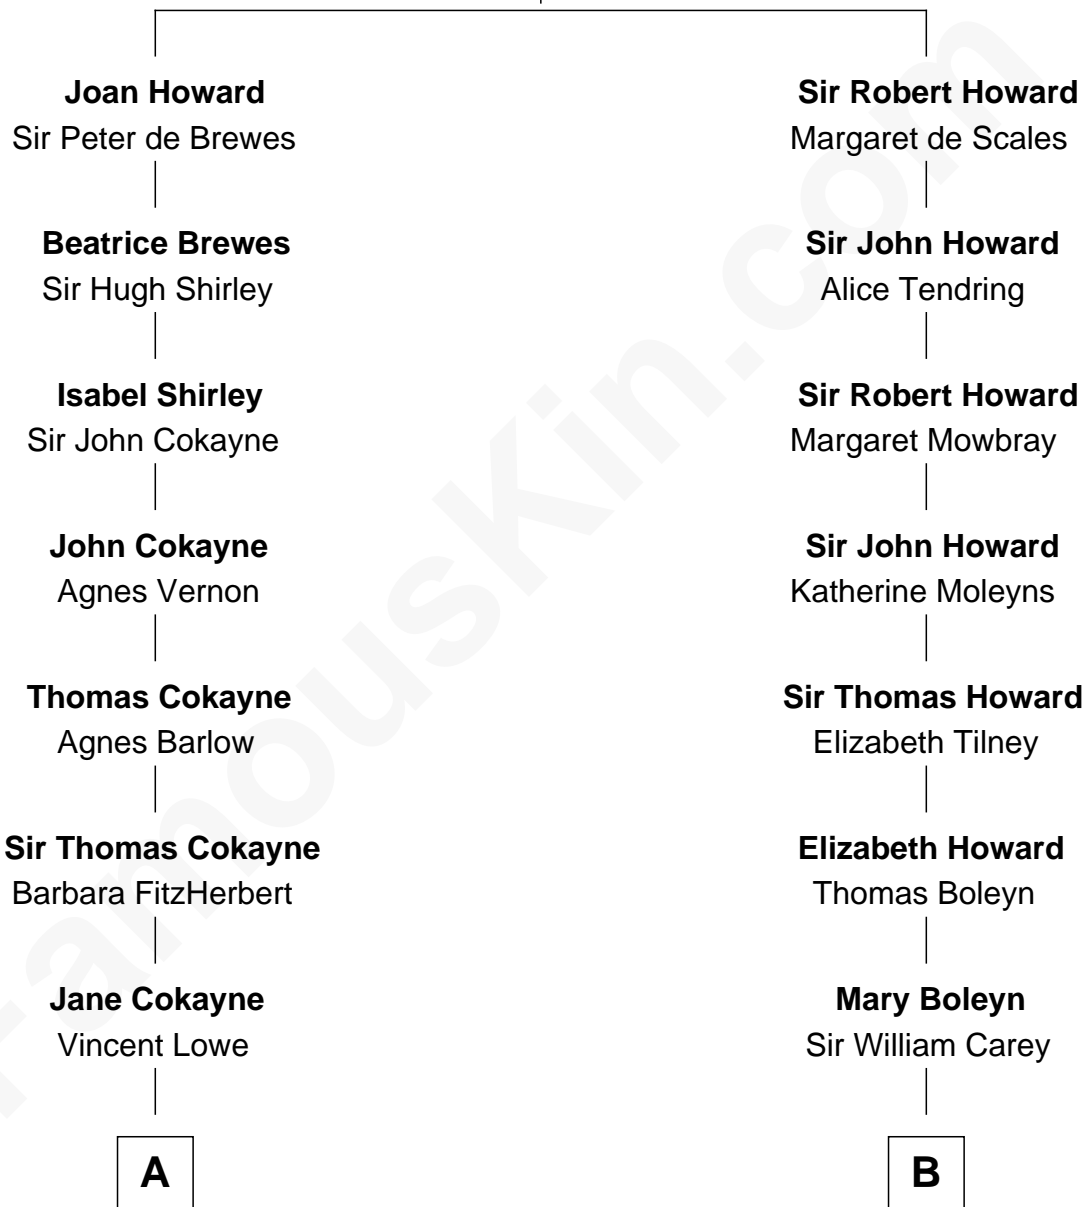 Joan Howard
Sir Peter de Brewes
Beatrice Brewes
Sir Hugh Shirley
Isabel Shirley
Sir John Cokayne
John Cokayne
Agnes Vernon
Thomas Cokayne
Agnes Barlow
Sir Thomas Cokayne
Barbara FitzHerbert
Jane Cokayne
Vincent Lowe
A
Sir Robert Howard
Margaret de Scales
Sir John Howard
Alice Tendring
Sir Robert Howard
Margaret Mowbray
Sir John Howard
Katherine Moleyns
Sir Thomas Howard
Elizabeth Tilney
Elizabeth Howard
Thomas Boleyn
Mary Boleyn
Sir William Carey
B
FamousKin.com